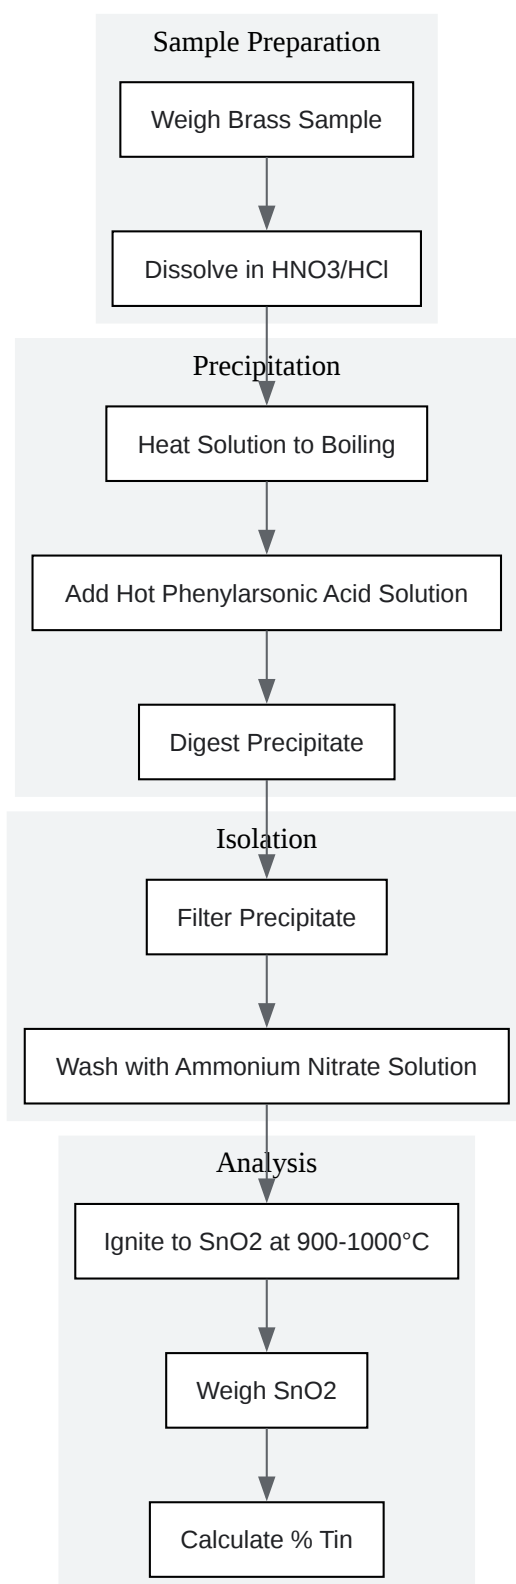 Sample Preparation
Weigh Brass Sample
Dissolve in HNO3/HCl
Precipitation
Heat Solution to Boiling
Add Hot Phenylarsonic Acid Solution
Digest Precipitate
Isolation
Filter Precipitate
Wash with Ammonium Nitrate Solution
Analysis
Ignite to SnO2 at 900-1000°C
Weigh SnO2
Calculate % Tin